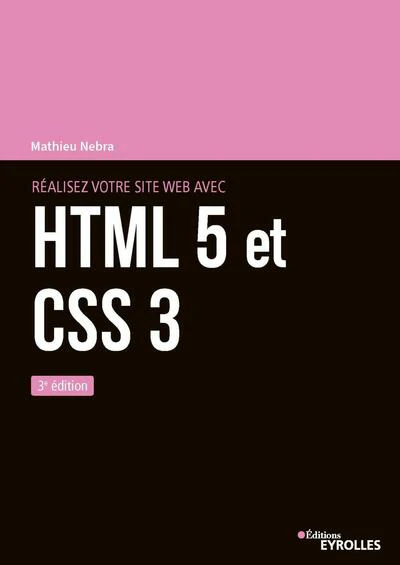 Mathieu Nebra
RÉALISEZ VOTRE SITE WEB AVEC
HTML 5 et
CSS 3
3e édition
Éditions
EYROLLES